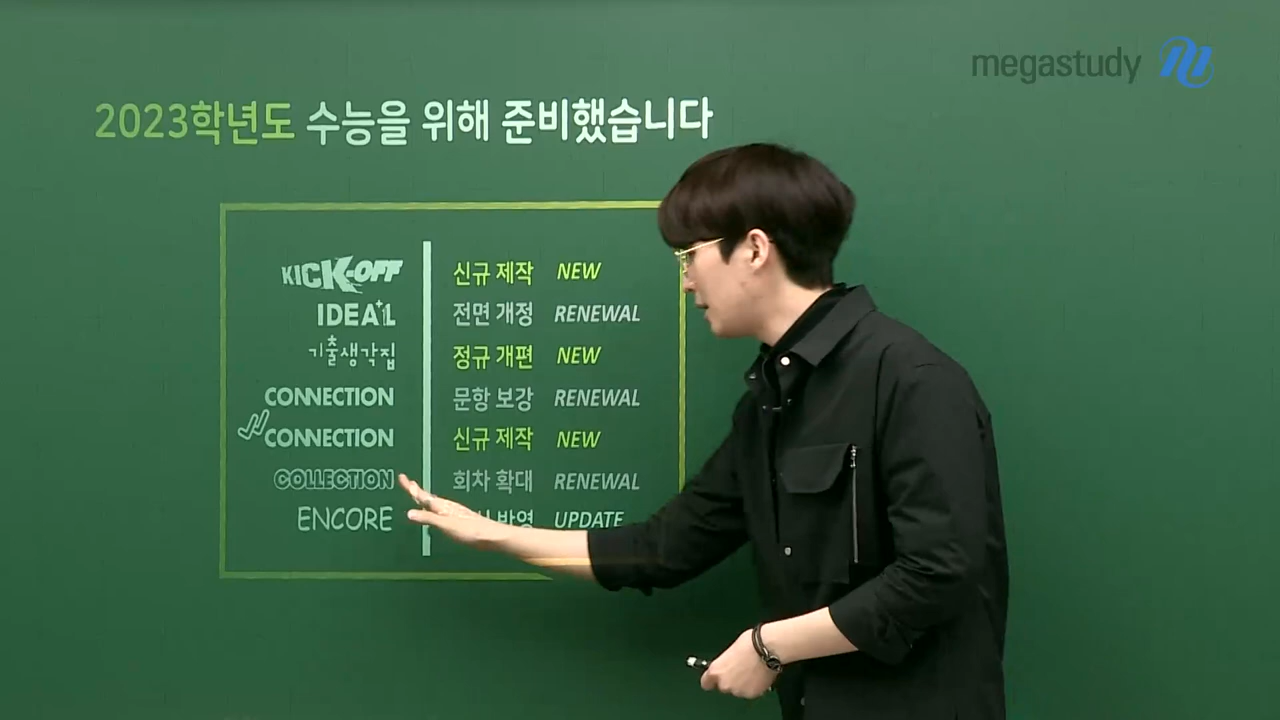 megastudy
2023학년도 수능을 위해 준비했습니다
KICK-OFF 신규 제작 NEW
IDEAL 전면 개정 RENEWAL
기출생각집 정규 개편 NEW
CONNECTION 문항 보강 RENEWAL
CONNECTION 신규 제작 NEW
COLLECTION 회차 확대 RENEWAL
ENCORE 반영 UPDATE